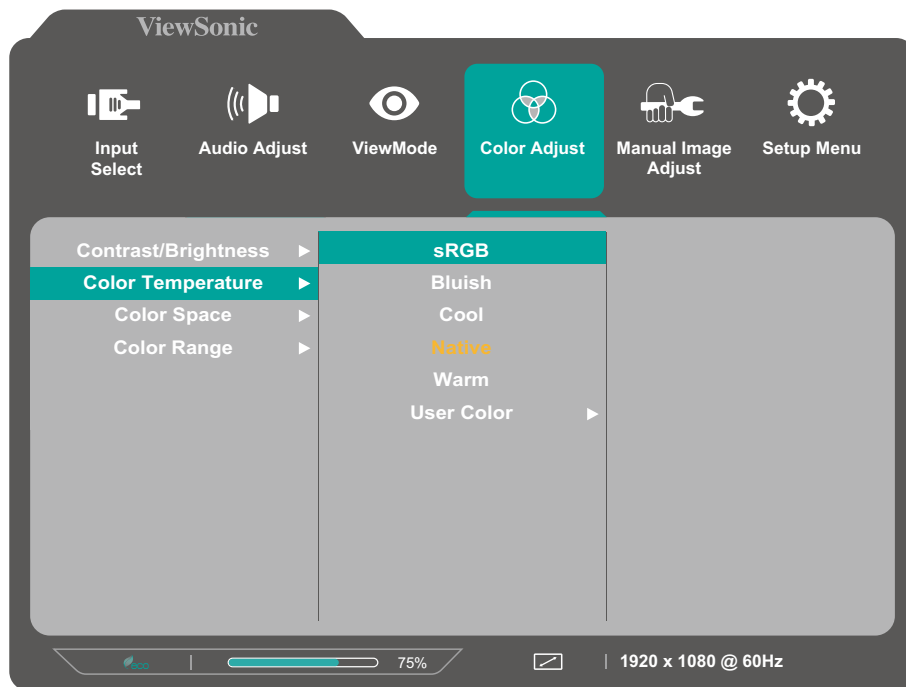 ViewSonic
Input Select
Audio Adjust
ViewMode
Color Adjust
Manual Image Adjust
Setup Menu
Contrast/Brightness
Color Temperature
Color Space
Color Range
sRGB
Bluish
Cool
Native
Warm
User Color
eco
75%
1920 x 1080 @ 60Hz